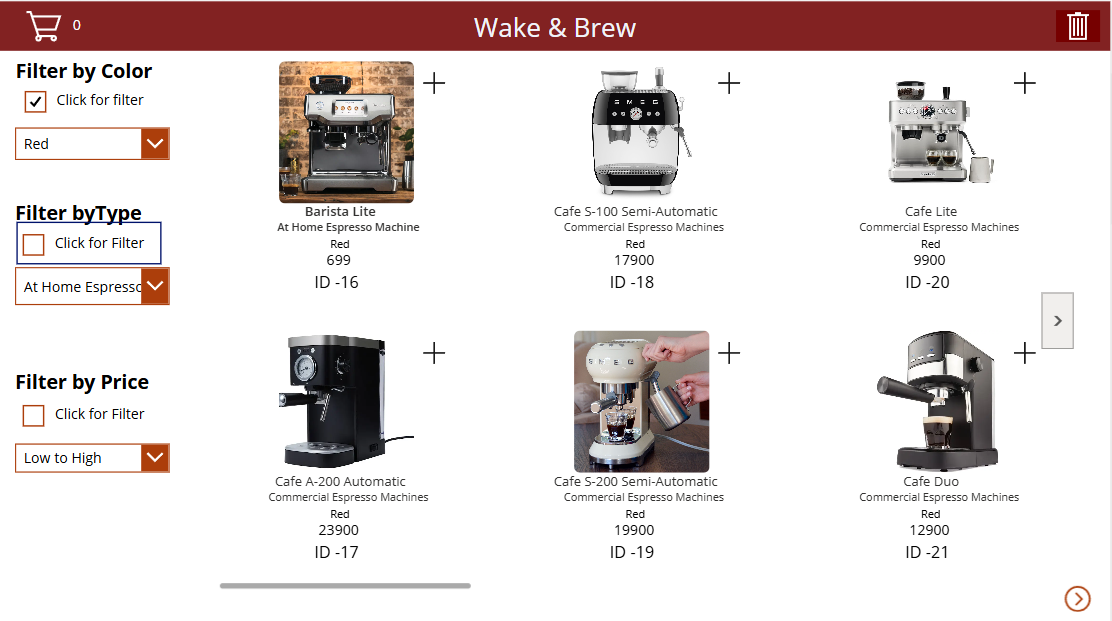 0
Wake & Brew
Filter by Color
Click for filter
Red
Filter byType
Click for Filter
At Home Espresso
Filter by Price
Click for Filter
Low to High
Barista Lite
At Home Espresso Machine
Red
699
ID -16
SMEG
Cafe S-100 Semi-Automatic
Commercial Espresso Machines
Red
17900
ID -18
Cafe Lite
Commercial Espresso Machines
Red
9900
ID -20
Cafe A-200 Automatic
Commercial Espresso Machines
Red
23900
ID -17
SMEG
Cafe S-200 Semi-Automatic
Commercial Espresso Machines
Red
19900
ID -19
Cafe Duo
Commercial Espresso Machines
Red
12900
ID -21